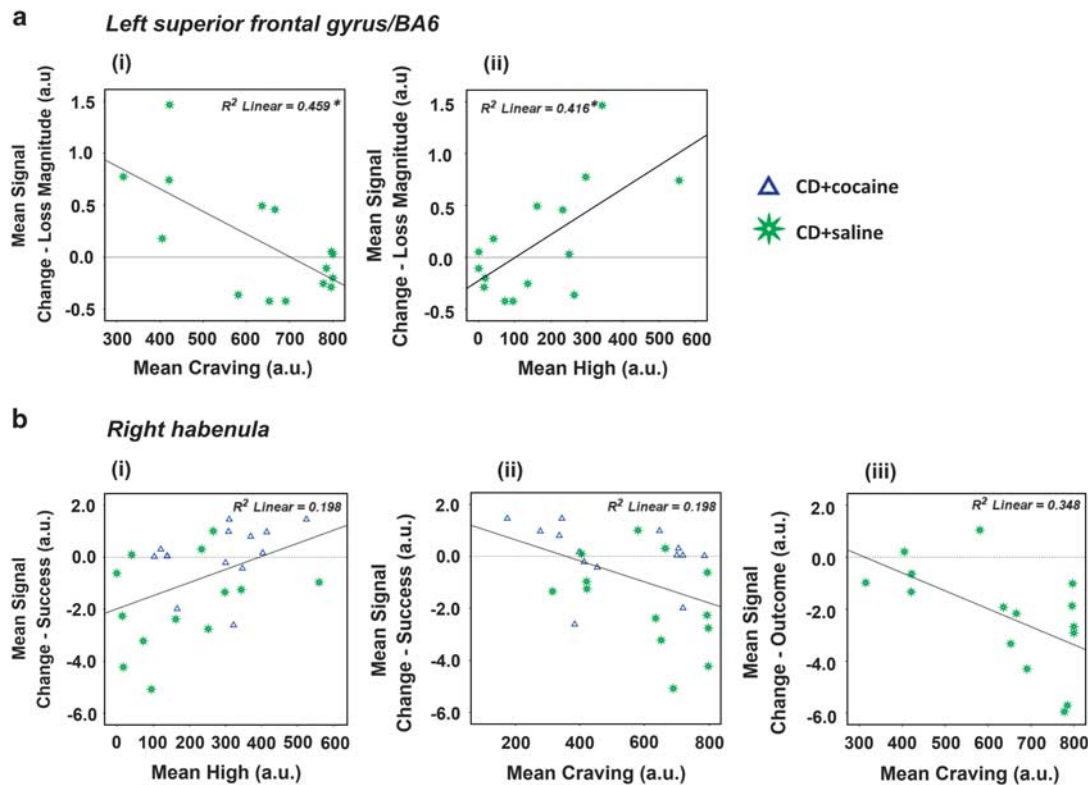 a
Left superior frontal gyrus/BA6
(i)
Mean Signal
Change - Loss Magnitude (a.u)
R² Linear = 0.459 *
1.5
1.0
0.5
0.0
-0.5
300 400 500 600 700 800
Mean Craving (a.u.)
(ii)
Mean Signal
Change - Loss Magnitude (a.u)
R² Linear = 0.416 *
1.5
1.0
0.5
0.0
-0.5
0 100 200 300 400 500 600
Mean High (a.u.)
CD+cocaine
CD+saline
b
Right habenula
(i)
Mean Signal
Change - Success (a.u.)
R² Linear = 0.198
2.0
0.0
-2.0
-4.0
-6.0
0 100 200 300 400 500 600
Mean High (a.u.)
(ii)
Mean Signal
Change - Success (a.u.)
R² Linear = 0.198
2.0
0.0
-2.0
-4.0
-6.0
200 400 600 800
Mean Craving (a.u.)
(iii)
Mean Signal
Change - Outcome (a.u.)
R² Linear = 0.348
2.0
0.0
-2.0
-4.0
-6.0
300 400 500 600 700 800
Mean Craving (a.u.)